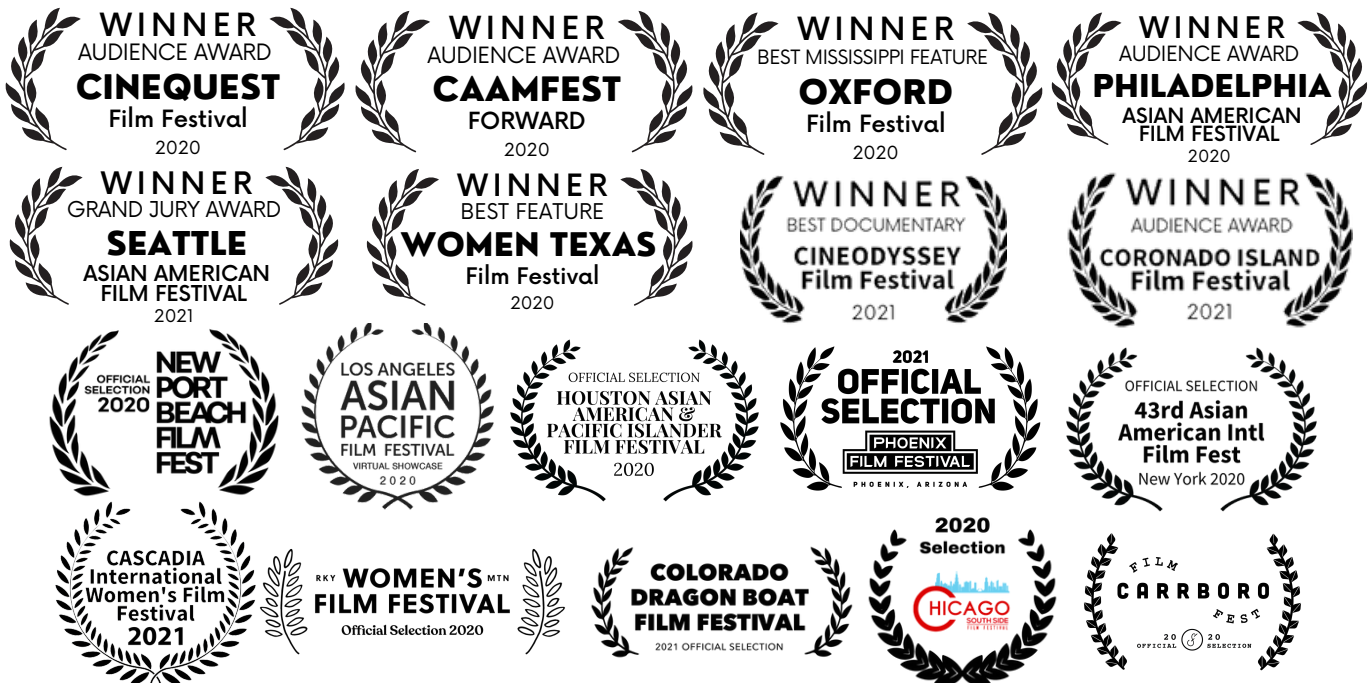 WINNER
AUDIENCE AWARD
CINEQUEST
Film Festival
2020
WINNER
AUDIENCE AWARD
CAAMFEST
FORWARD
2020
WINNER
BEST MISSISSIPPI FEATURE
OXFORD
Film Festival
2020
WINNER
AUDIENCE AWARD
PHILADELPHIA
ASIAN AMERICAN
FILM FESTIVAL
2020
WINNER
GRAND JURY AWARD
SEATTLE
ASIAN AMERICAN
FILM FESTIVAL
2021
WINNER
BEST FEATURE
WOMEN TEXAS
Film Festival
2020
WINNER
BEST DOCUMENTARY
CINEODYSSEY
Film Festival
2021
WINNER
AUDIENCE AWARD
CORONADO ISLAND
Film Festival
2021
OFFICIAL
SELECTION
2020
NEW
PORT
BEACH
FILM
FEST
LOS ANGELES
ASIAN
PACIFIC
FILM FESTIVAL
VIRTUAL SHOWCASE
2020
OFFICIAL SELECTION
HOUSTON ASIAN
AMERICAN &
PACIFIC ISLANDER
FILM FESTIVAL
2020
2021
OFFICIAL
SELECTION
PHOENIX
FILM FESTIVAL
PHOENIX, ARIZONA
OFFICIAL SELECTION
43rd Asian
American Intl
Film Fest
New York 2020
CASCADIA
International
Women's Film
Festival
2021
RKY WOMEN'S MTN
FILM FESTIVAL
Official Selection 2020
COLORADO
DRAGON BOAT
FILM FESTIVAL
2021 OFFICIAL SELECTION
2020
Selection
CHICAGO
SOUTH SIDE
FILM FESTIVAL
FILM
CARRBORO
FEST
20 20
OFFICIAL SELECTION